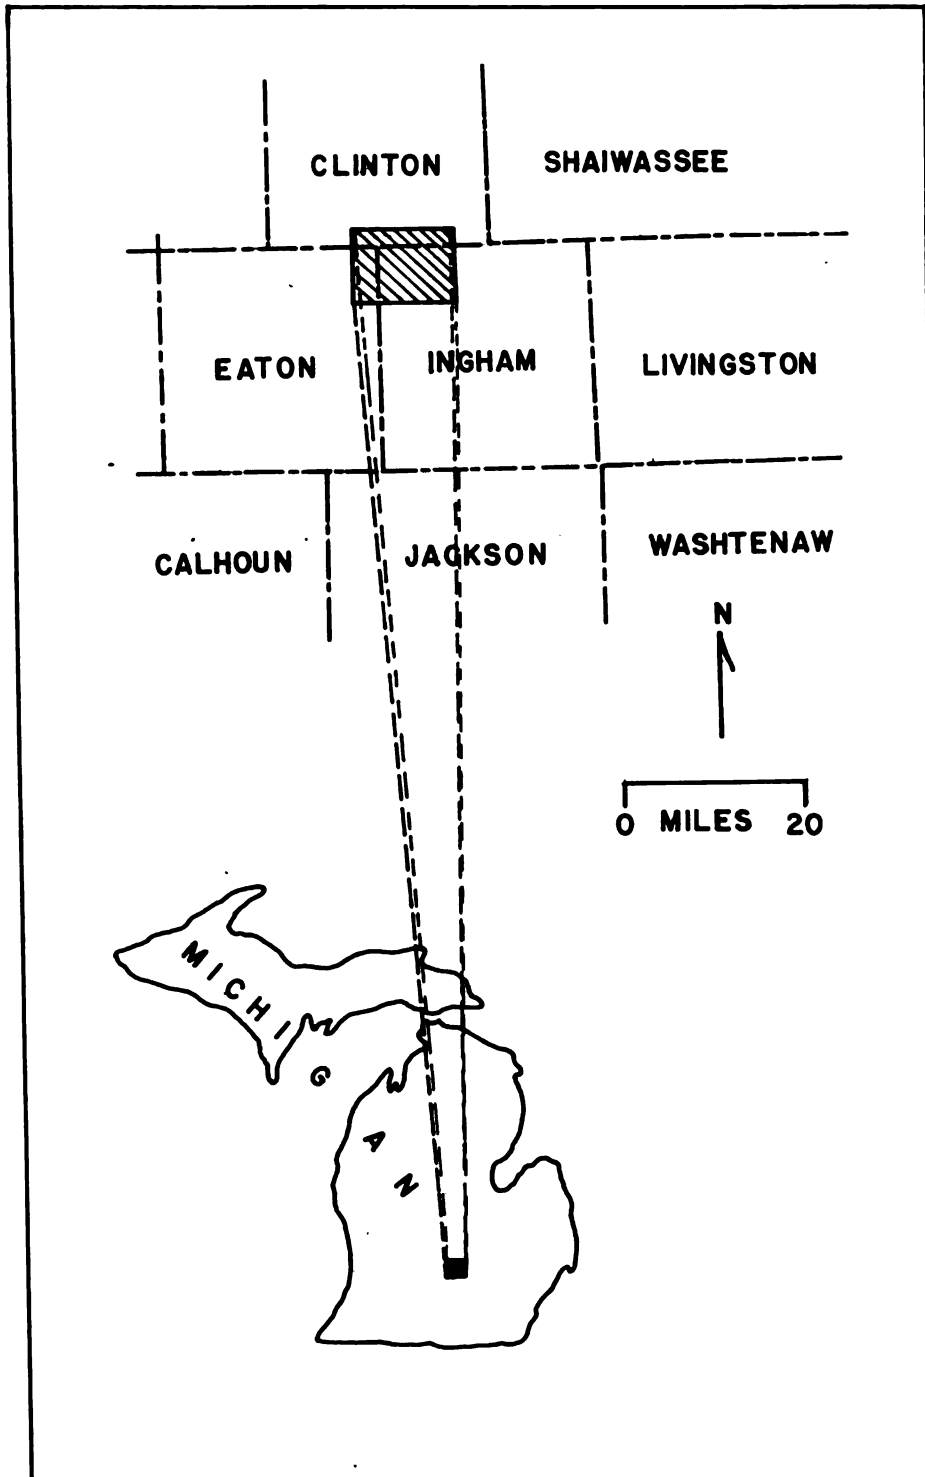 CLINTON SHAIWASSEE
EATON INGHAM LIVINGSTON
CALHOUN JACKSON WASHTENAW
N
0 MILES 20
MICHIGAN